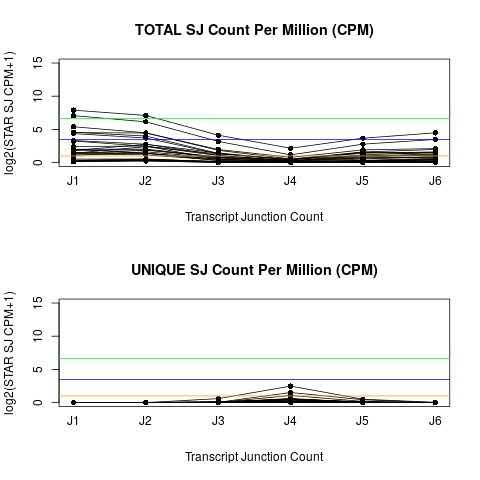 TOTAL SJ Count Per Million (CPM)
log2(STAR SJ CPM+1)
15
10
5
0
J1 J2 J3 J4 J5 J6
Transcript Junction Count
UNIQUE SJ Count Per Million (CPM)
log2(STAR SJ CPM+1)
15
10
5
0
J1 J2 J3 J4 J5 J6
Transcript Junction Count